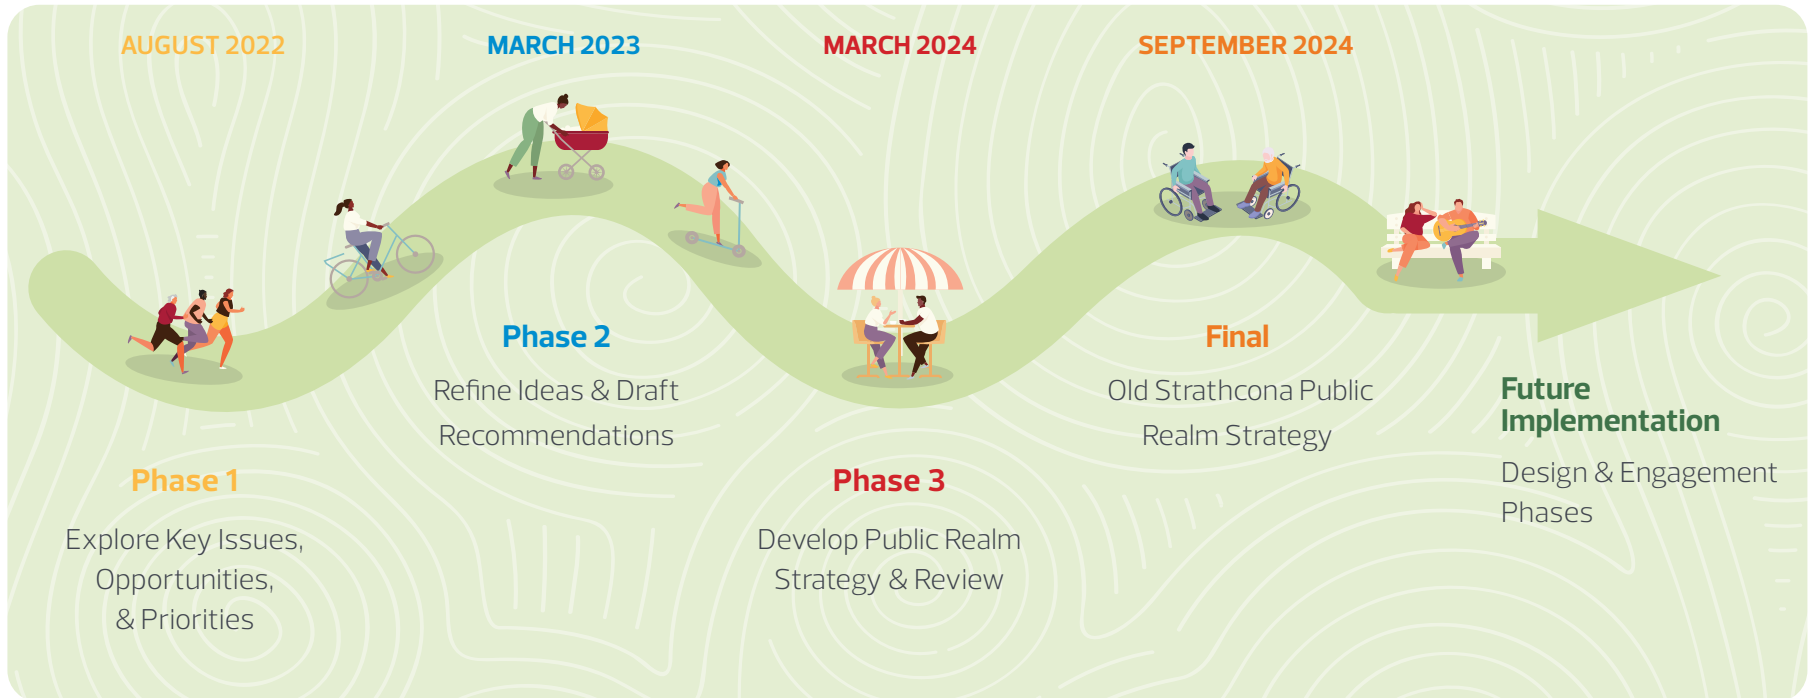 AUGUST 2022
MARCH 2023
MARCH 2024
SEPTEMBER 2024
Phase 1
Explore Key Issues,
Opportunities,
& Priorities
Phase 2
Refine Ideas & Draft
Recommendations
Phase 3
Develop Public Realm
Strategy & Review
Final
Old Strathcona Public
Realm Strategy
Future
Implementation
Design & Engagement
Phases